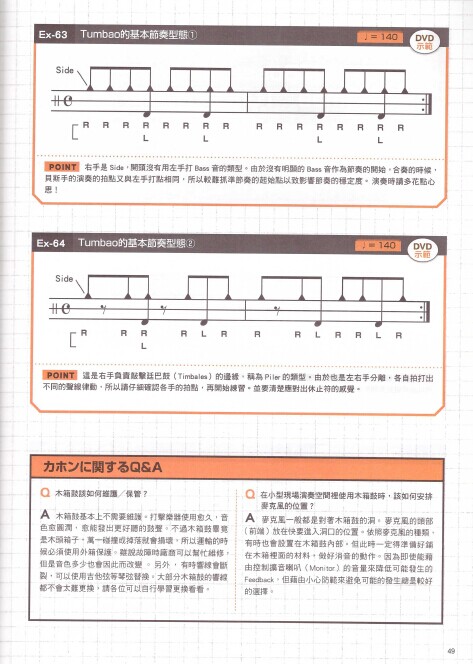 Ex-63 Tumbao的基本節奏型態① ♩= 140 DVD 示範
Side
R R R R R R R R R R R R R R R R
L L L L
POINT 右手是 Side，開頭沒有用左手打 Bass 音的類型。由於沒有明顯的 Bass 音作為節奏的開始，合奏的時候，
貝斯手的演奏的拍點又與左手打點相同，所以較難抓準節奏的起始點以致影響節奏的穩定度。演奏時請多花點心
思！
Ex-64 Tumbao的基本節奏型態② ♩= 140 DVD 示範
Side
R R R R L R R R L R R L R
L
POINT 這是右手負責敲擊廷巴鼓（Timbales）的邊緣，稱為 Piler 的類型。由於也是左右手分離，各自拍打出
不同的聲線律動，所以請仔細確認各手的拍點，再開始練習。並要清楚應對出休止符的感覺。
カホンに関するQ&A
Q 木箱鼓該如何維護／保管？
A 木箱鼓基本上不需要維護。打擊樂器使用愈久，音
色愈圓潤，愈能發出更好聽的鼓聲。不過木箱鼓畢竟
是木頭箱子，萬一碰撞或掉落就會損壞，所以運輸的時
候必須使用外箱保護。雖說故障時廠商可以幫忙維修，
但是音色多少也會因此而改變。另外，有時響線會斷
裂，可以使用吉他弦等琴弦替換。大部分木箱鼓的響線
都不會太難更換，請各位可以自行學習更換看看。
Q 在小型現場演奏空間裡使用木箱鼓時，該如何安排
麥克風的位置？
A 麥克風一般都是對著木箱鼓的洞。麥克風的頭部
（前端）放在快要進入洞口的位置。依照麥克風的種類，
有時也會設置在木箱鼓內部。但此時一定得準備好鋪
在木箱裡面的材料，做好消音的動作。因為即使能藉
由控制擴音喇叭（Monitor）的音量來降低可能發生的
Feedback，但藉由小心防範來避免可能的發生總是較好
的選擇。
49